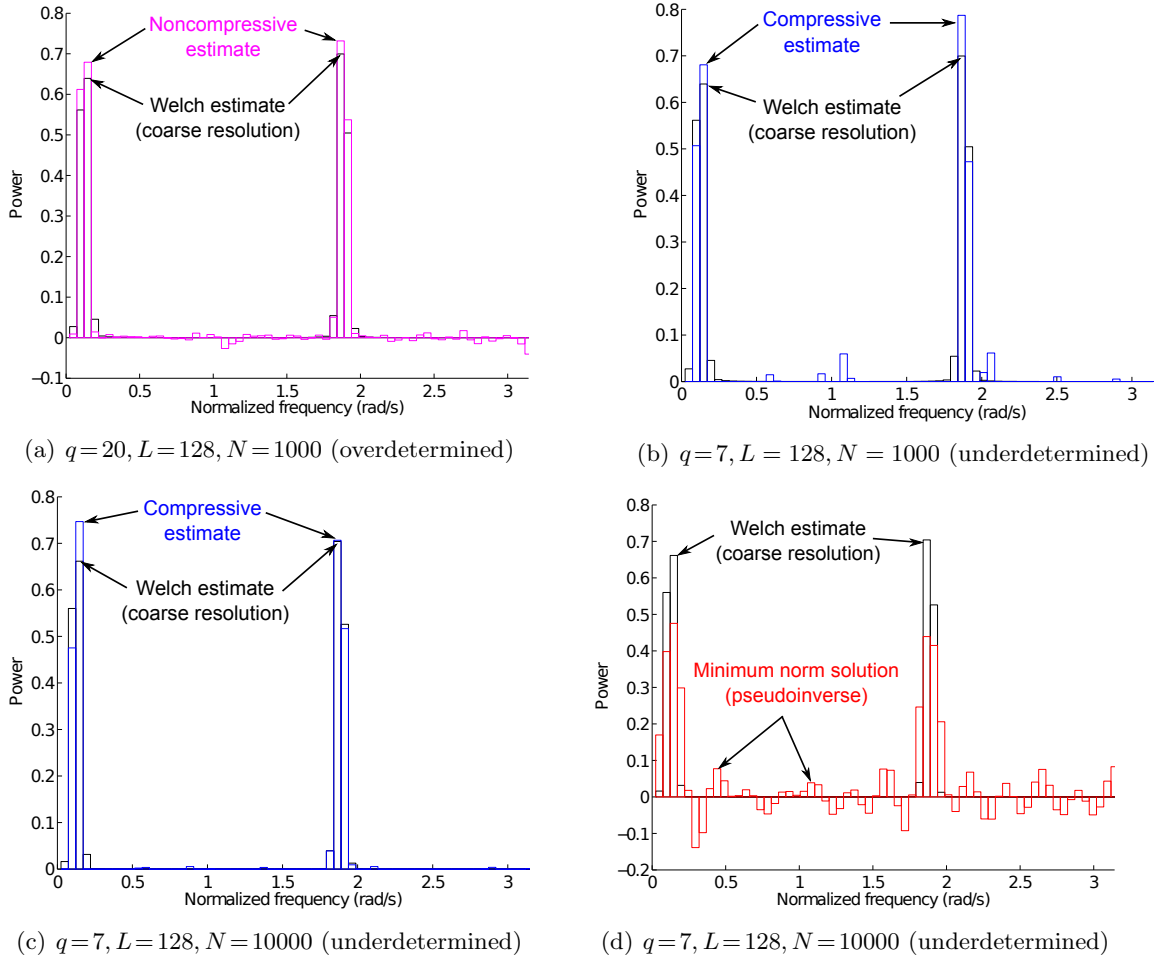 0.8
0.7
0.6
0.5
0.4
0.3
0.2
0.1
0
−0.1
Power
Noncompressive
estimate
Welch estimate
(coarse resolution)
0 0.5 1 1.5 2 2.5 3
Normalized frequency (rad/s)
(a) q=20, L=128, N=1000 (overdetermined)
0.8
0.7
0.6
0.5
0.4
0.3
0.2
0.1
0
Power
Compressive
estimate
Welch estimate
(coarse resolution)
0 0.5 1 1.5 2 2.5 3
Normalized frequency (rad/s)
(b) q=7, L = 128, N = 1000 (underdetermined)
0.8
0.7
0.6
0.5
0.4
0.3
0.2
0.1
0
Power
Compressive
estimate
Welch estimate
(coarse resolution)
0 0.5 1 1.5 2 2.5 3
Normalized frequency (rad/s)
(c) q=7, L=128, N=10000 (underdetermined)
0.8
0.7
0.6
0.5
0.4
0.3
0.2
0.1
0
−0.1
−0.2
Power
Welch estimate
(coarse resolution)
Minimum norm solution
(pseudoinverse)
0 0.5 1 1.5 2 2.5 3
Normalized frequency (rad/s)
(d) q=7, L=128, N=10000 (underdetermined)